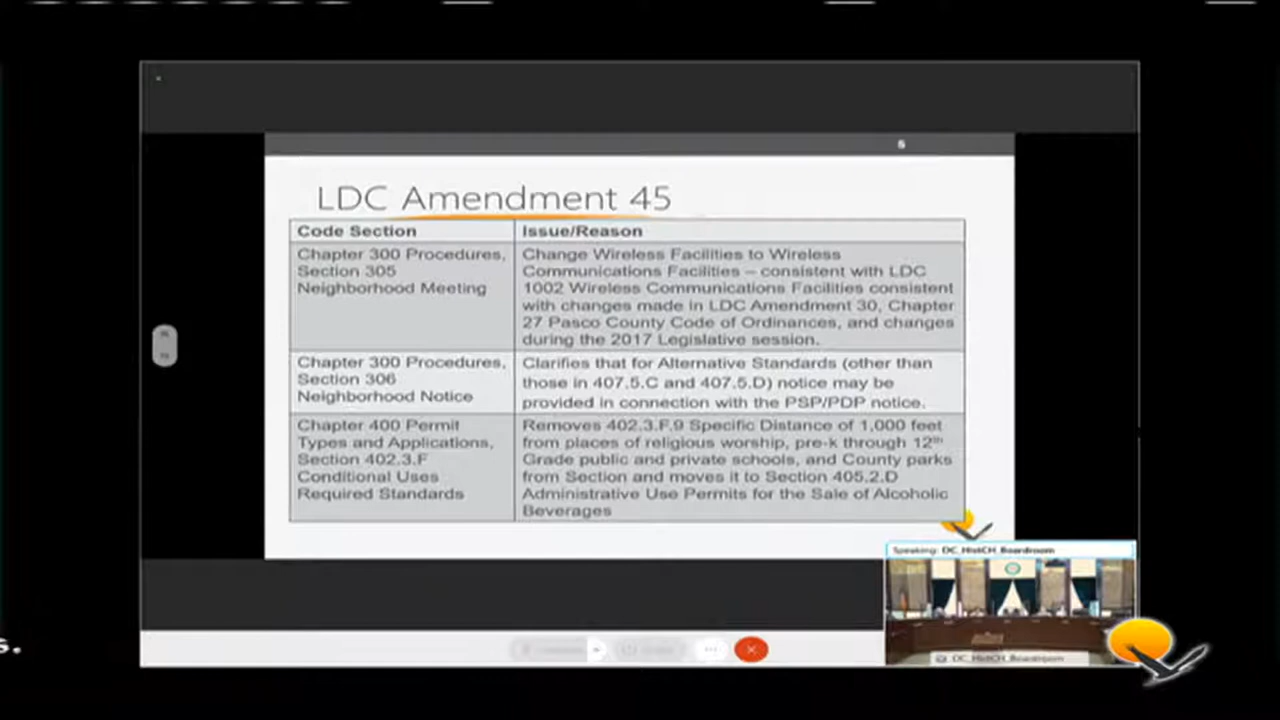 6
LDC Amendment 45
Code Section
Issue/Reason
Chapter 300 Procedures,
Section 305
Neighborhood Meeting
Change Wireless Facilities to Wireless
Communications Facilities – consistent with LDC
1002 Wireless Communications Facilities consistent
with changes made in LDC Amendment 30, Chapter
27 Pasco County Code of Ordinances, and changes
during the 2017 Legislative session.
Chapter 300 Procedures,
Section 306
Neighborhood Notice
Clarifies that for Alternative Standards (other than
those in 407.5.C and 407.5.D) notice may be
provided in connection with the PSP/PDP notice.
Chapter 400 Permit
Types and Applications,
Section 402.3.F
Conditional Uses
Required Standards
Removes 402.3.F.9 Specific Distance of 1,000 feet
from places of religious worship, pre-k through 12th
Grade public and private schools, and County parks
from Section and moves it to Section 405.2.D
Administrative Use Permits for the Sale of Alcoholic
Beverages
Speaking: DC_HistCH_Boardroom
DC_HistCH_Boardroom
s.